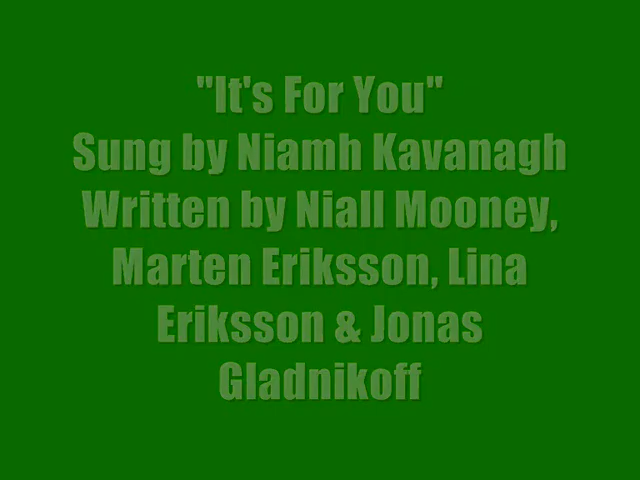 "It's For You"
Sung by Niamh Kavanagh
Written by Niall Mooney,
Marten Eriksson, Lina
Eriksson & Jonas
Gladnikoff